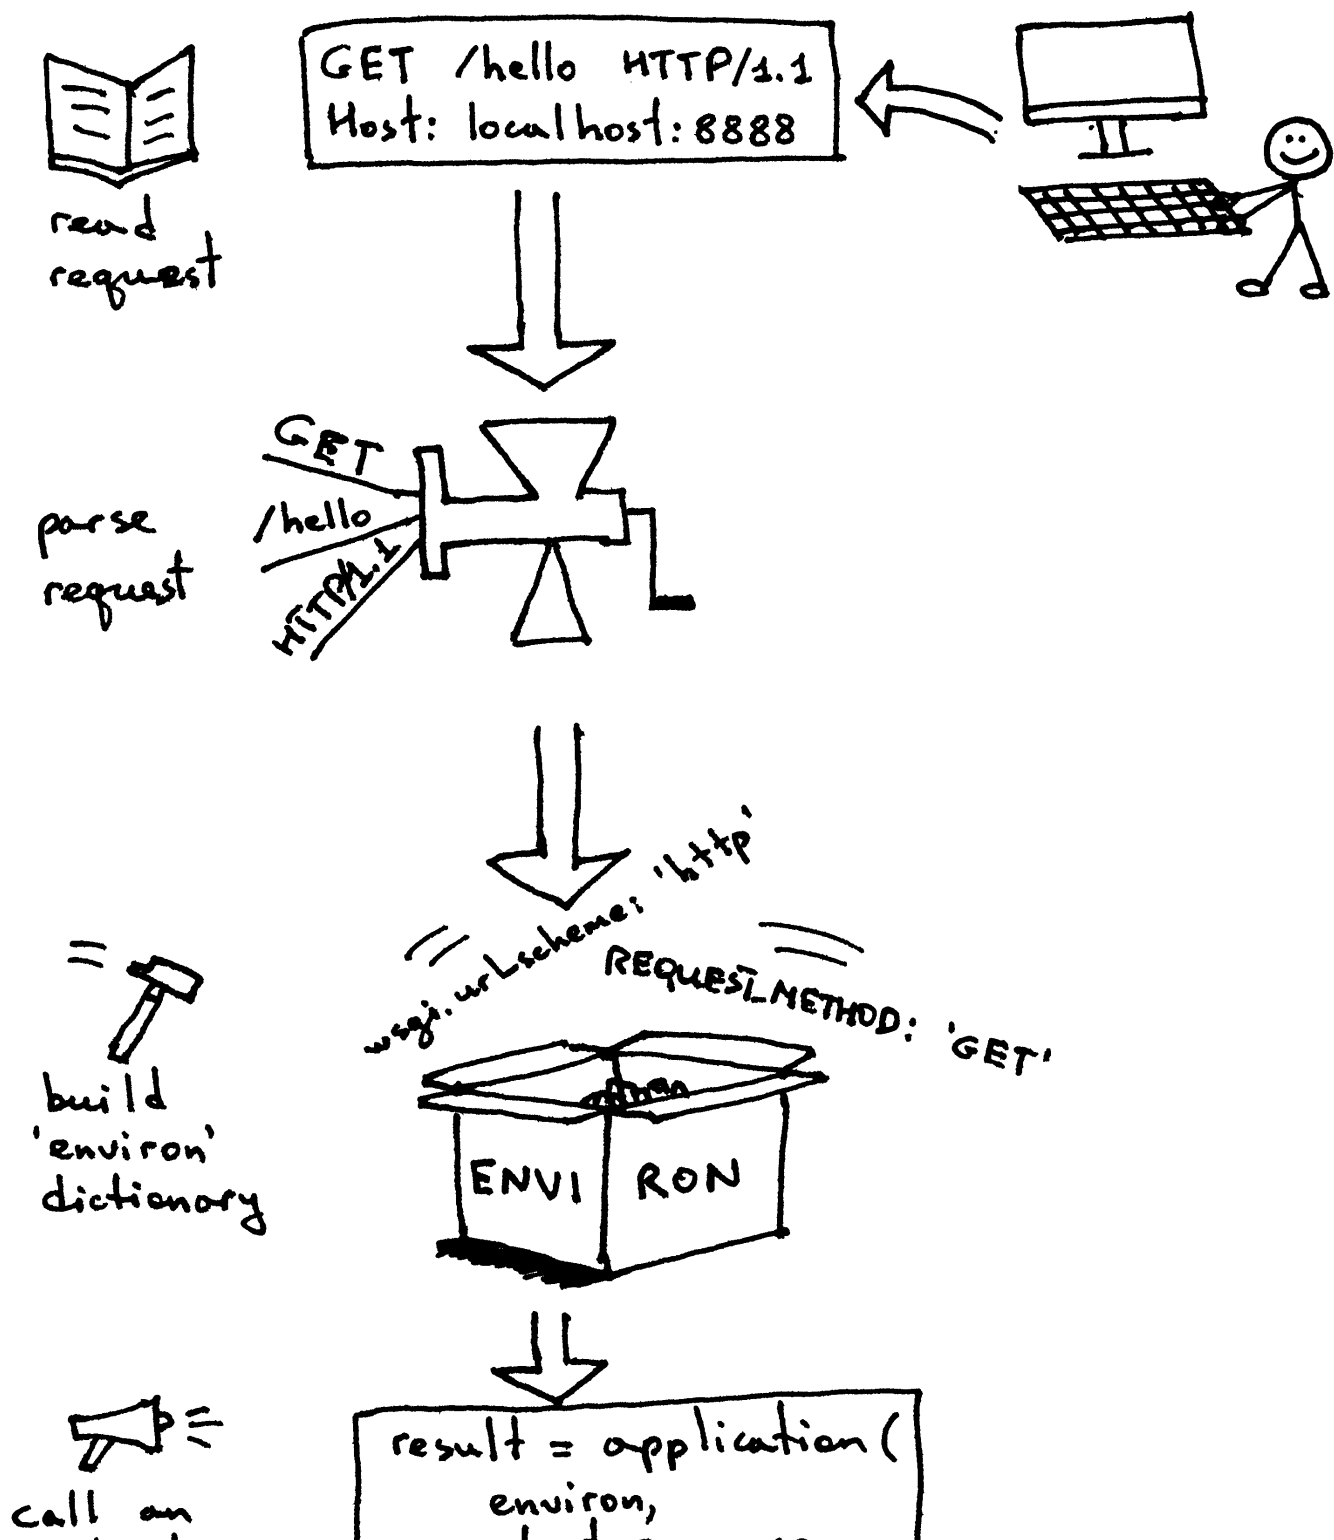 GET /hello HTTP/1.1
Host: localhost:8888
read
request
GET
/hello
HTTP/1.1
parse
request
wsgi.url_scheme: 'http'
REQUEST_METHOD: 'GET'
build
'environ'
dictionary
ENVI RON
result = application(
environ,
call an